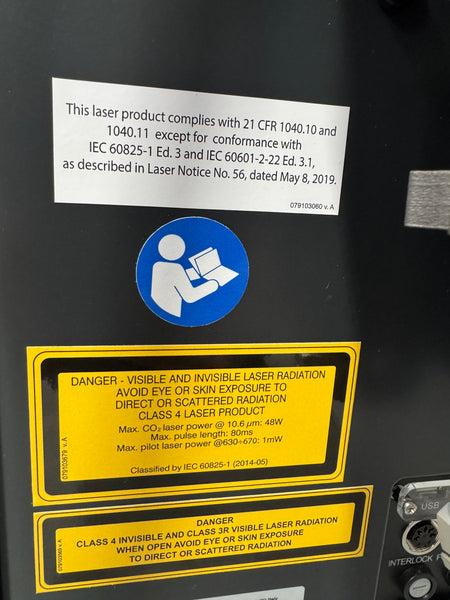 This laser product complies with 21 CFR 1040.10 and
1040.11 except for conformance with
IEC 60825-1 Ed. 3 and IEC 60601-2-22 Ed. 3.1,
as described in Laser Notice No. 56, dated May 8, 2019.
079103060 v. A
DANGER - VISIBLE AND INVISIBLE LASER RADIATION
AVOID EYE OR SKIN EXPOSURE TO
DIRECT OR SCATTERED RADIATION
CLASS 4 LASER PRODUCT
Max. CO₂ laser power @ 10.6 µm: 48W
Max. pulse length: 80ms
Max. pilot laser power @630÷670: 1mW
Classified by IEC 60825-1 (2014-05)
079103679 v. A
DANGER
CLASS 4 INVISIBLE AND CLASS 3R VISIBLE LASER RADIATION
WHEN OPEN AVOID EYE OR SKIN EXPOSURE
TO DIRECT OR SCATTERED RADIATION
USB
INTERLOCK